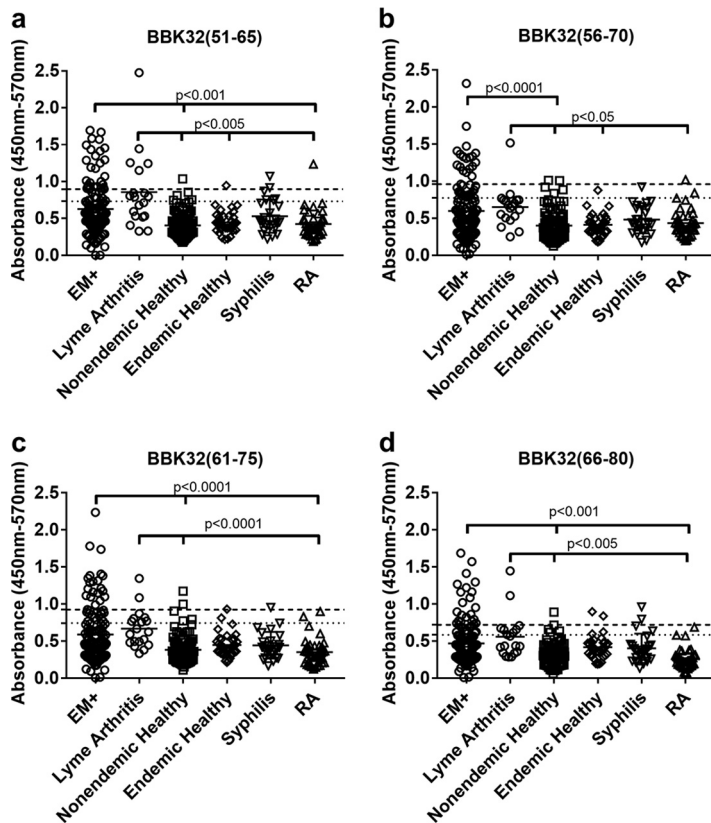 a
BBK32(51-65)
Absorbance (450nm-570nm)
2.5
2.0
1.5
1.0
0.5
0.0
p<0.001
p<0.005
EM+
Lyme Arthritis
Nonendemic Healthy
Endemic Healthy
Syphilis
RA
b
BBK32(56-70)
Absorbance (450nm-570nm)
2.5
2.0
1.5
1.0
0.5
0.0
p<0.0001
p<0.05
EM+
Lyme Arthritis
Nonendemic Healthy
Endemic Healthy
Syphilis
RA
c
BBK32(61-75)
Absorbance (450nm-570nm)
2.5
2.0
1.5
1.0
0.5
0.0
p<0.0001
p<0.0001
EM+
Lyme Arthritis
Nonendemic Healthy
Endemic Healthy
Syphilis
RA
d
BBK32(66-80)
Absorbance (450nm-570nm)
2.5
2.0
1.5
1.0
0.5
0.0
p<0.001
p<0.005
EM+
Lyme Arthritis
Nonendemic Healthy
Endemic Healthy
Syphilis
RA